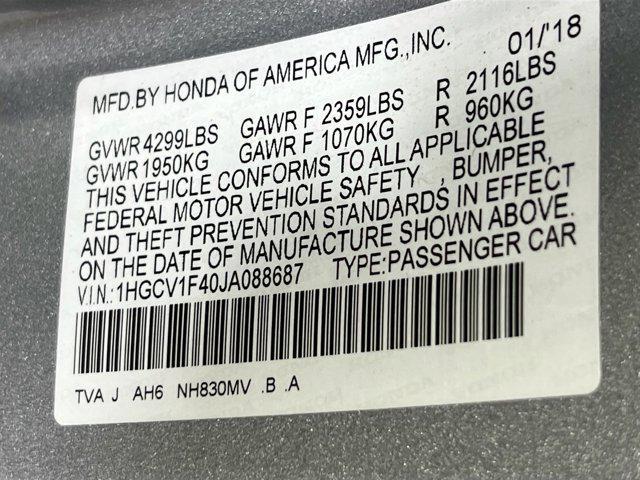 MFD.BY HONDA OF AMERICA MFG.,INC. 01/'18
GVWR 4299LBS GAWR F 2359LBS R 2116LBS
GVWR 1950KG GAWR F 1070KG R 960KG
THIS VEHICLE CONFORMS TO ALL APPLICABLE
FEDERAL MOTOR VEHICLE SAFETY , BUMPER,
AND THEFT PREVENTION STANDARDS IN EFFECT
ON THE DATE OF MANUFACTURE SHOWN ABOVE.
V.I.N.:1HGCV1F40JA088687 TYPE:PASSENGER CAR
TVA J AH6 NH830MV .B .A